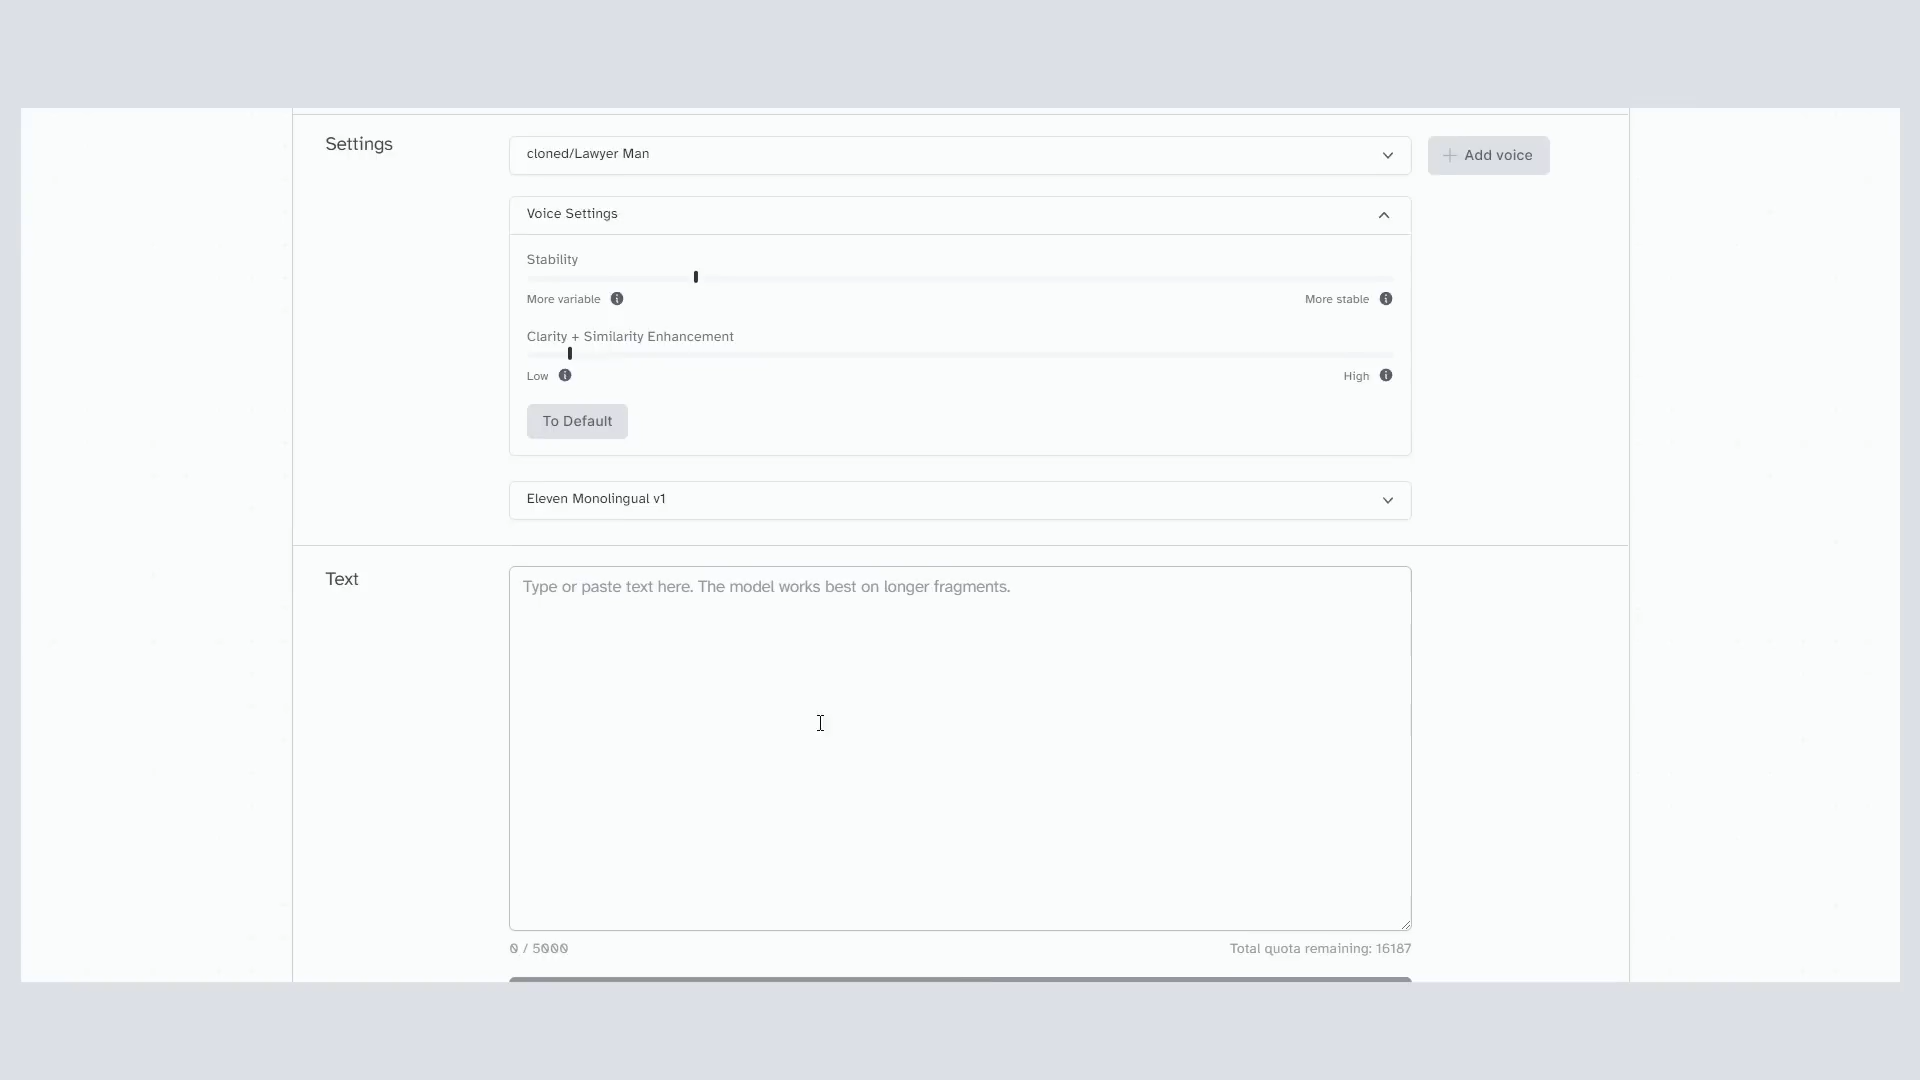 Settings
cloned/Lawyer Man
Add voice
Voice Settings
Stability
More variable
More stable
Clarity + Similarity Enhancement
Low
High
To Default
Eleven Monolingual v1
Text
Type or paste text here. The model works best on longer fragments.
0 / 5000
Total quota remaining: 16187